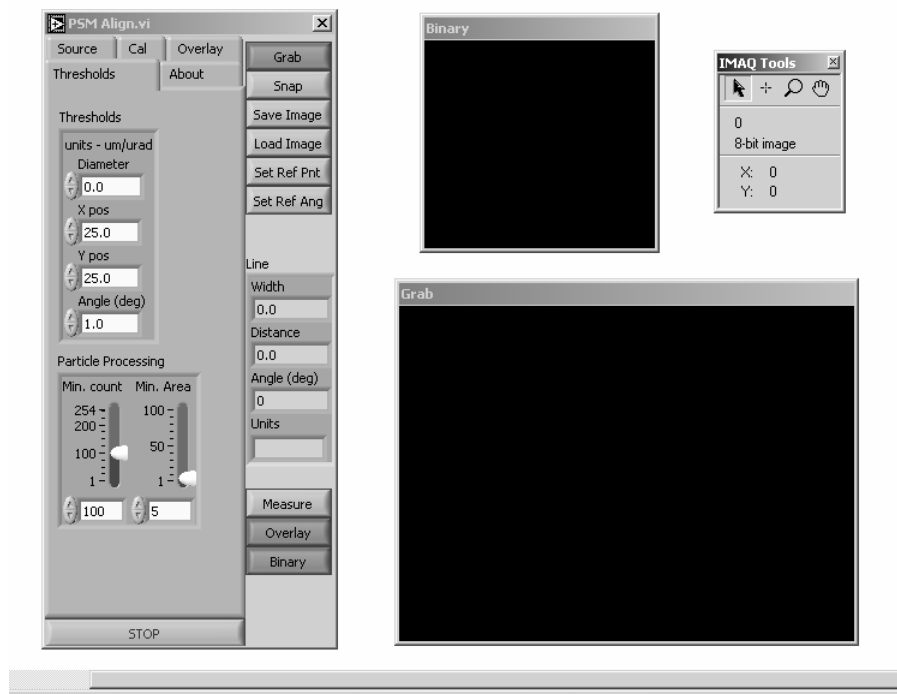 PSM Align.vi
Source Cal Overlay
Thresholds About
Thresholds
units - um/urad
Diameter
0.0
X pos
25.0
Y pos
25.0
Angle (deg)
1.0
Particle Processing
Min. count Min. Area
254 100
200
100 50
1 1
100 5
STOP
Grab
Snap
Save Image
Load Image
Set Ref Pnt
Set Ref Ang
Line
Width
0.0
Distance
0.0
Angle (deg)
0
Units
Measure
Overlay
Binary
Binary
IMAQ Tools
0
8-bit image
X: 0
Y: 0
Grab